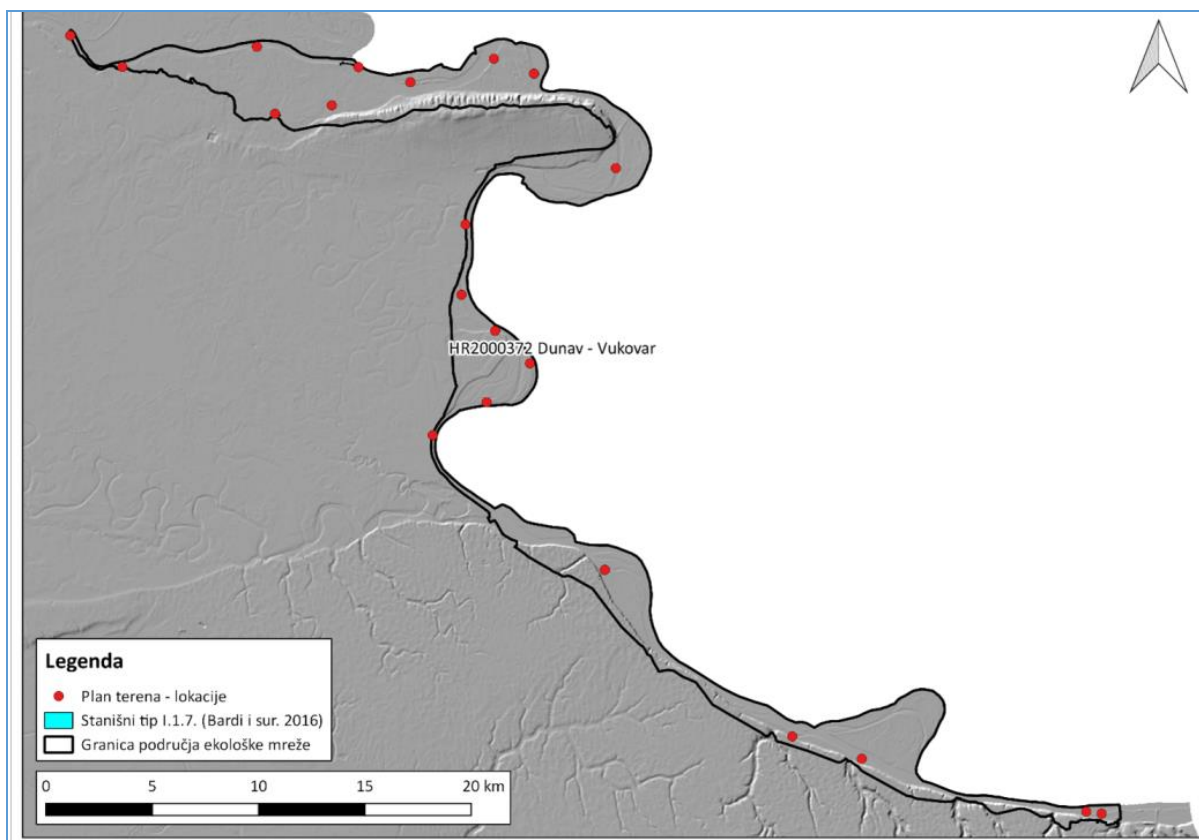 HR2000372 Dunav - Vukovar
Legenda
Plan terena - lokacije
Stanišni tip I.1.7. (Bardi i sur. 2016)
Granica područja ekološke mreže
0 5 10 15 20 km